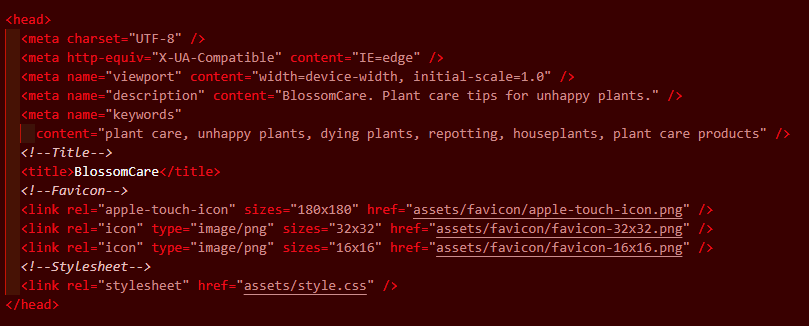 <head>
<meta charset="UTF-8" />
<meta http-equiv="X-UA-Compatible" content="IE=edge" />
<meta name="viewport" content="width=device-width, initial-scale=1.0" />
<meta name="description" content="BlossomCare. Plant care tips for unhappy plants." />
<meta name="keywords"
content="plant care, unhappy plants, dying plants, repotting, houseplants, plant care products" />
<!--Title-->
<title>BlossomCare</title>
<!--Favicon-->
<link rel="apple-touch-icon" sizes="180x180" href="assets/favicon/apple-touch-icon.png" />
<link rel="icon" type="image/png" sizes="32x32" href="assets/favicon/favicon-32x32.png" />
<link rel="icon" type="image/png" sizes="16x16" href="assets/favicon/favicon-16x16.png" />
<!--Stylesheet-->
<link rel="stylesheet" href="assets/style.css" />
</head>